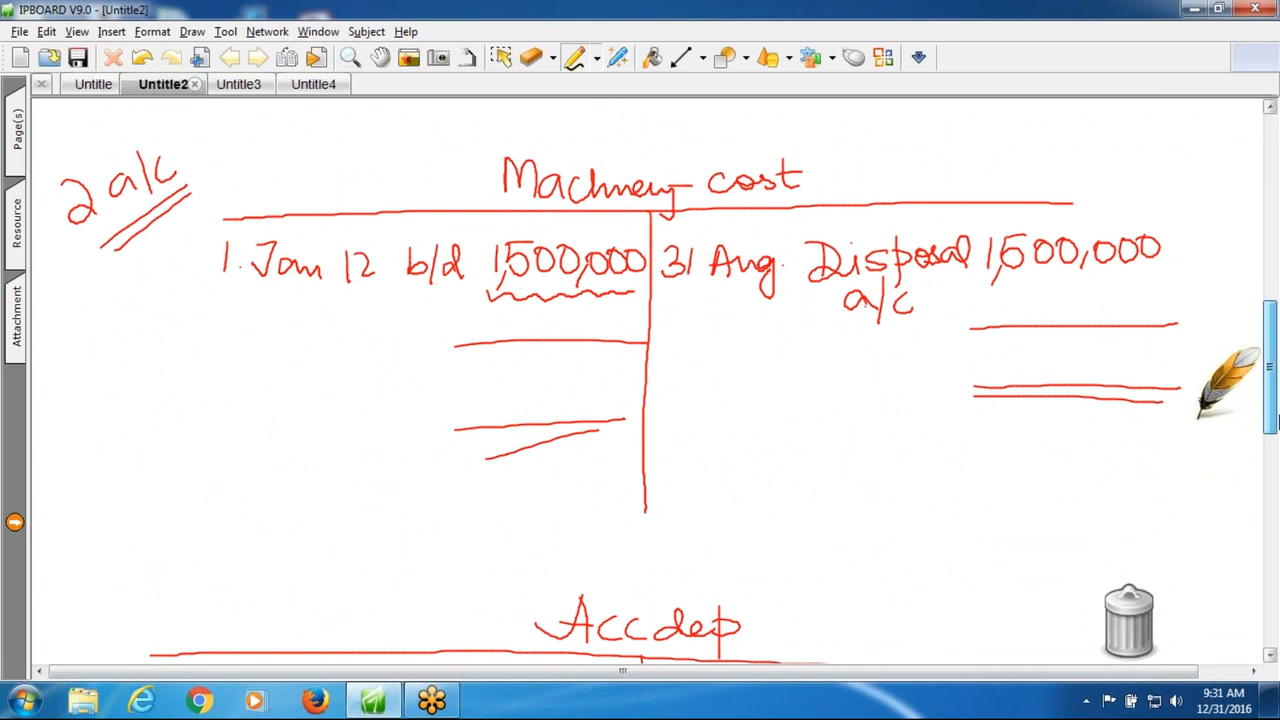 IPBOARD V9.0 - [Untitle2]
File Edit View Insert Format Draw Tool Network Window Subject Help
Untitle Untitle2 Untitle3 Untitle4
Page(s)
Resource
Attachment
2 a/c
Machinery cost
1. Jan 12 b/d 1,500,000 31 Aug. Disposal 1,500,000
a/c
Acc dep
9:31 AM
12/31/2016